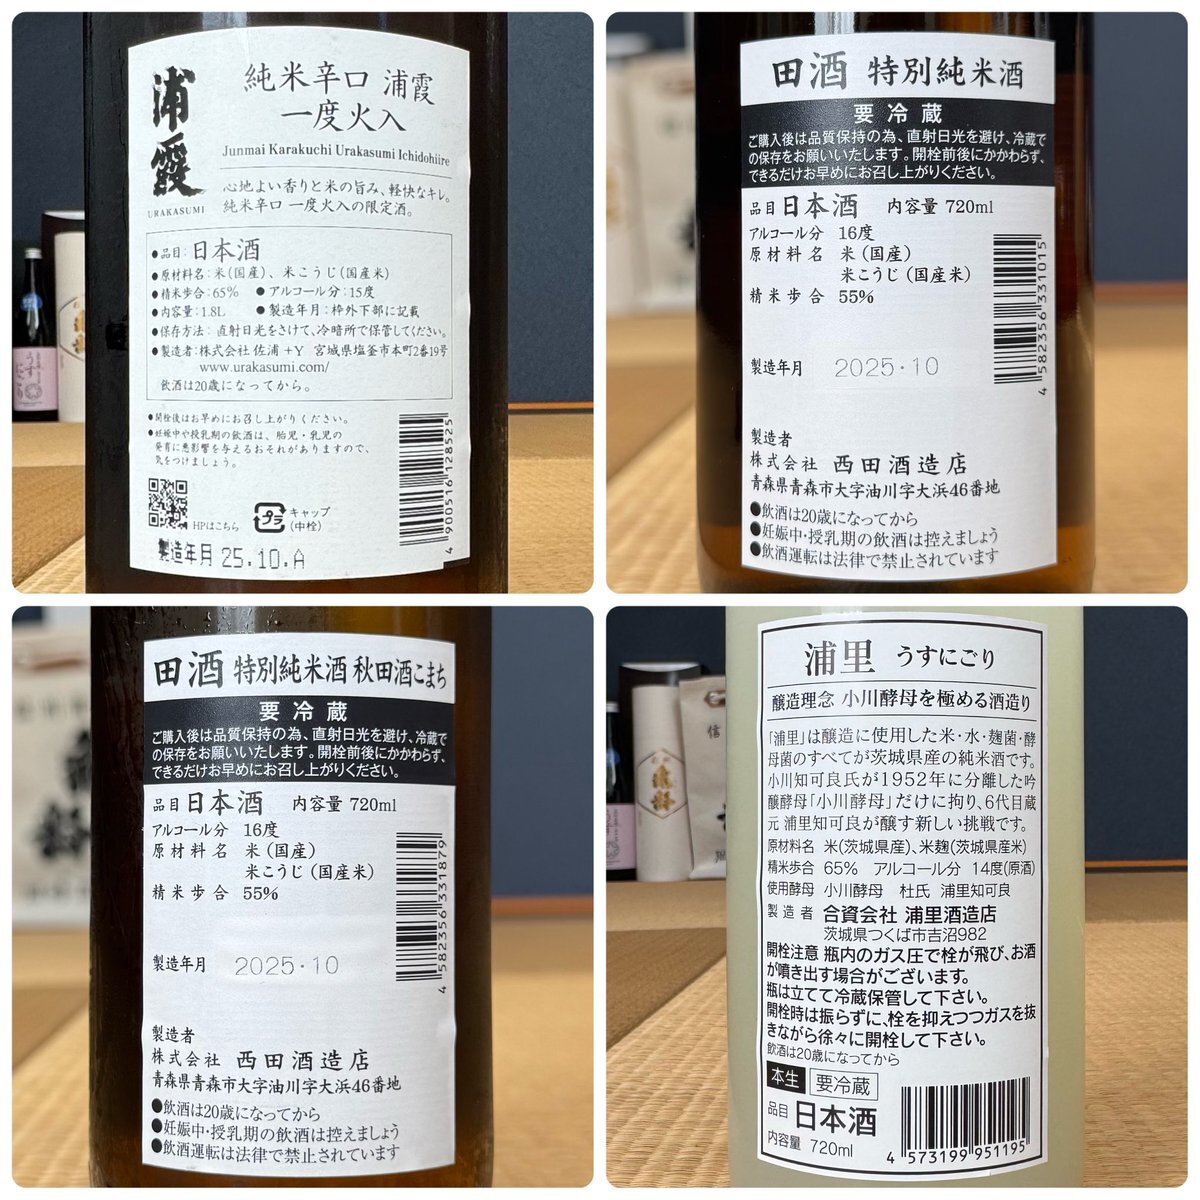 浦霞
URAKASUMI
純米辛口 浦霞
一度火入
Junmai Karakuchi Urakasumi Ichidohiire
心地よい香りと米の旨み、軽快なキレ。
純米辛口 一度火入の限定酒。
●品目:日本酒
●原材料名:米(国産)、米こうじ(国産米)
●精米歩合:65% ●アルコール分:15度
●内容量:1.8L ●製造年月:枠外下部に記載
●保存方法:直射日光をさけて、冷暗所で保管してください。
●製造者:株式会社 佐浦 +Y 宮城県塩釜市本町2番19号
www.urakasumi.com/
飲酒は20歳になってから。
●開栓後はお早めにお召し上がりください。
●妊娠中や授乳期の飲酒は、胎児・乳児の
発育に悪影響を与えるおそれがありますので、
気をつけましょう。
HPはこちら
プラ
キャップ
(中栓)
製造年月 25.10.A
4 900516 128525
田酒 特別純米酒
要冷蔵
ご購入後は品質保持の為、直射日光を避け、冷蔵で
の保存をお願いいたします。開栓前後にかかわらず、
できるだけお早めにお召し上がりください。
品目 日本酒 内容量 720ml
アルコール分 16度
原材料名 米(国産)
米こうじ(国産米)
精米歩合 55%
製造年月 2025・10
製造者
株式会社 西田酒造店
青森県青森市大字油川字大浜46番地
●飲酒は20歳になってから
●妊娠中・授乳期の飲酒は控えましょう
●飲酒運転は法律で禁止されています
4 582356 331015
田酒 特別純米酒 秋田酒こまち
要冷蔵
ご購入後は品質保持の為、直射日光を避け、冷蔵で
の保存をお願いいたします。開栓前後にかかわらず、
できるだけお早めにお召し上がりください。
品目 日本酒 内容量 720ml
アルコール分 16度
原材料名 米(国産)
米こうじ(国産米)
精米歩合 55%
製造年月 2025・10
製造者
株式会社 西田酒造店
青森県青森市大字油川字大浜46番地
●飲酒は20歳になってから
●妊娠中・授乳期の飲酒は控えましょう
●飲酒運転は法律で禁止されています
4 582356 331879
浦里 うすにごり
醸造理念 小川酵母を極める酒造り
「浦里」は醸造に使用した米・水・麹菌・酵
母菌のすべてが茨城県産の純米酒です。
小川知可良氏が1952年に分離した吟
醸酵母「小川酵母」だけに拘り、6代目蔵
元 浦里知可良が醸す新しい挑戦です。
原材料名 米(茨城県産)、米麹(茨城県産米)
精米歩合 65% アルコール分 14度(原酒)
使用酵母 小川酵母 杜氏 浦里知可良
製造者 合資会社 浦里酒造店
茨城県つくば市吉沼982
開栓注意 瓶内のガス圧で栓が飛び、お酒
が噴き出す場合がございます。
瓶は立てて冷蔵保管して下さい。
開栓時は振らずに、栓を抑えつつガスを抜
きながら徐々に開栓して下さい。
飲酒は20歳になってから
本生 要冷蔵
品目 日本酒
内容量 720ml
4 573199 951195